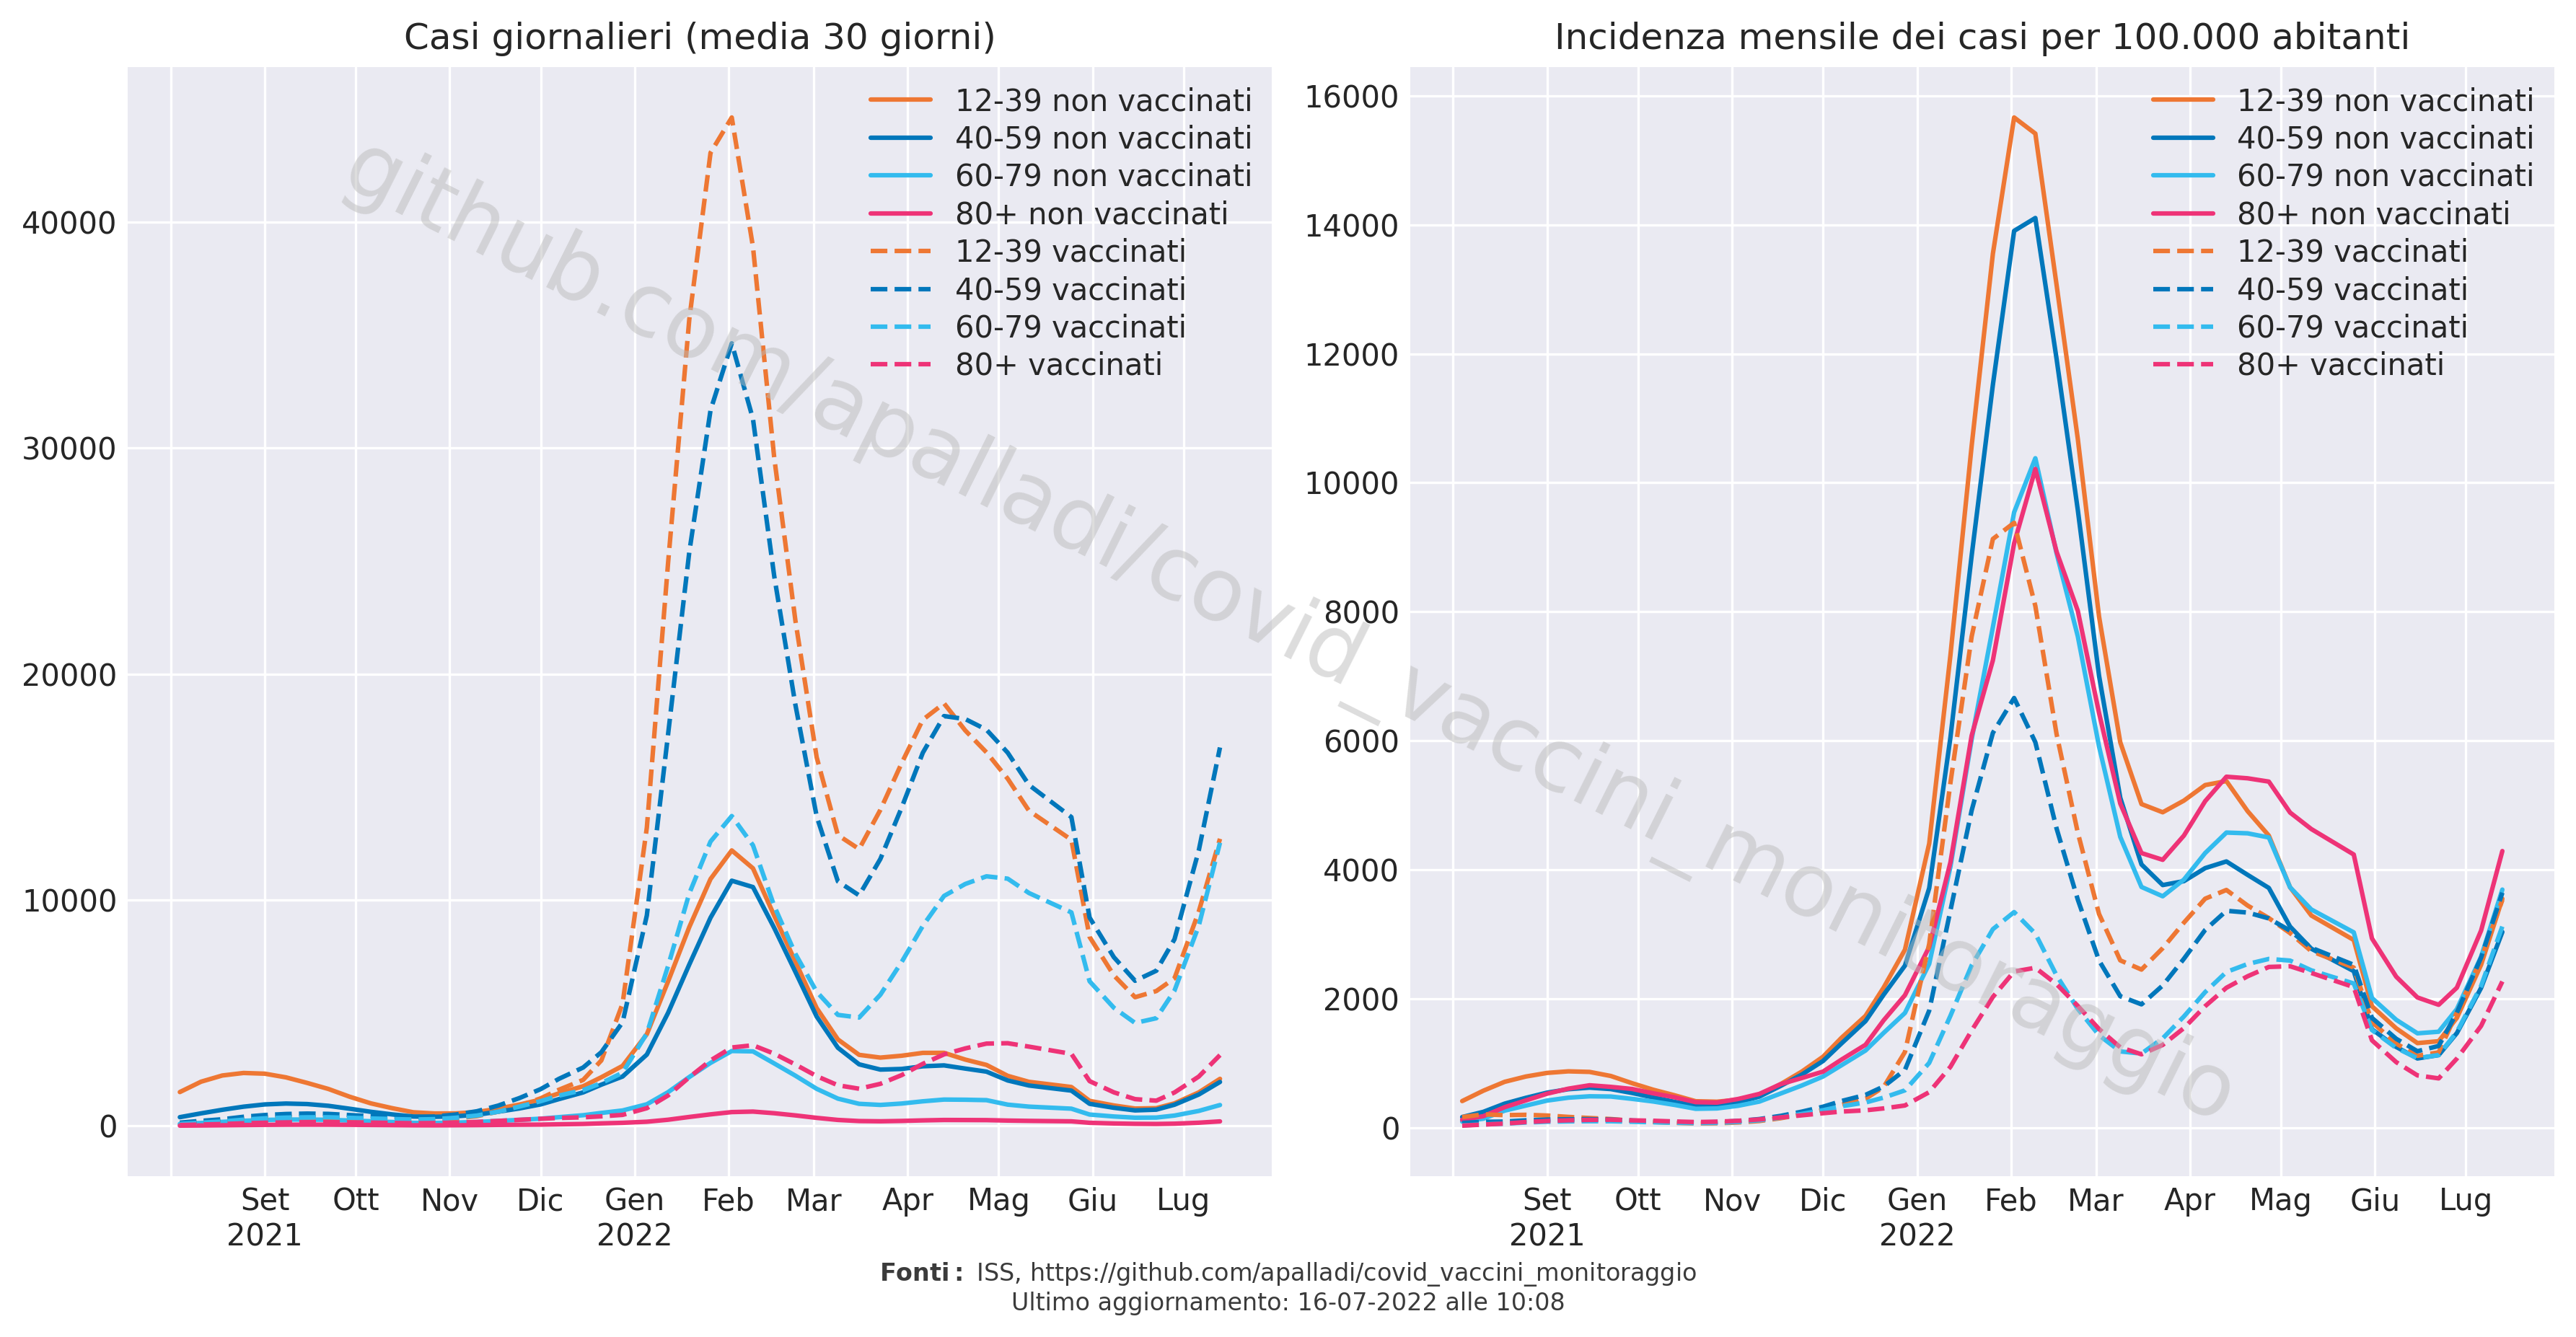 Casi giornalieri (media 30 giorni)
40000
30000
20000
10000
0
12-39 non vaccinati
40-59 non vaccinati
60-79 non vaccinati
80+ non vaccinati
12-39 vaccinati
40-59 vaccinati
60-79 vaccinati
80+ vaccinati
Set Ott Nov Dic Gen Feb Mar Apr Mag Giu Lug
2021 2022
Incidenza mensile dei casi per 100.000 abitanti
16000
14000
12000
10000
8000
6000
4000
2000
0
12-39 non vaccinati
40-59 non vaccinati
60-79 non vaccinati
80+ non vaccinati
12-39 vaccinati
40-59 vaccinati
60-79 vaccinati
80+ vaccinati
Set Ott Nov Dic Gen Feb Mar Apr Mag Giu Lug
2021 2022
github.com/apalladi/covid_vaccini_monitoraggio
Fonti: ISS, https://github.com/apalladi/covid_vaccini_monitoraggio
Ultimo aggiornamento: 16-07-2022 alle 10:08